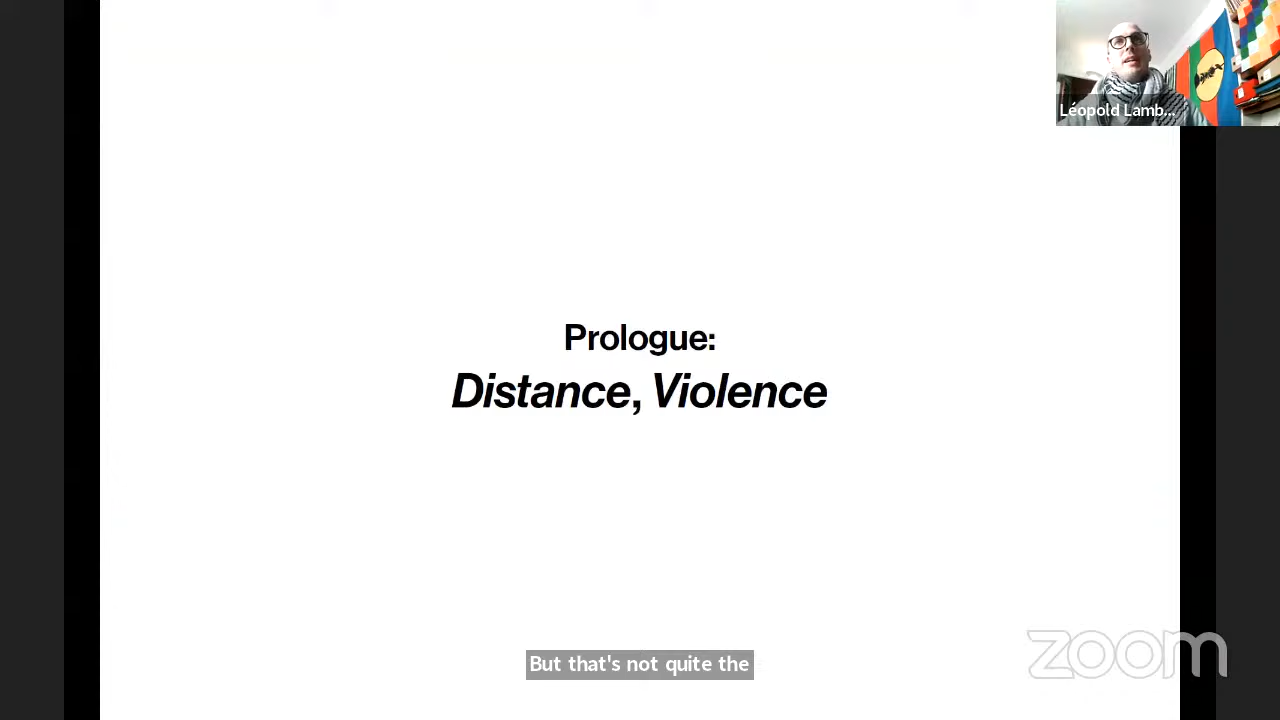 Léopold Lamb...
Prologue:
Distance, Violence
But that's not quite the
zoom